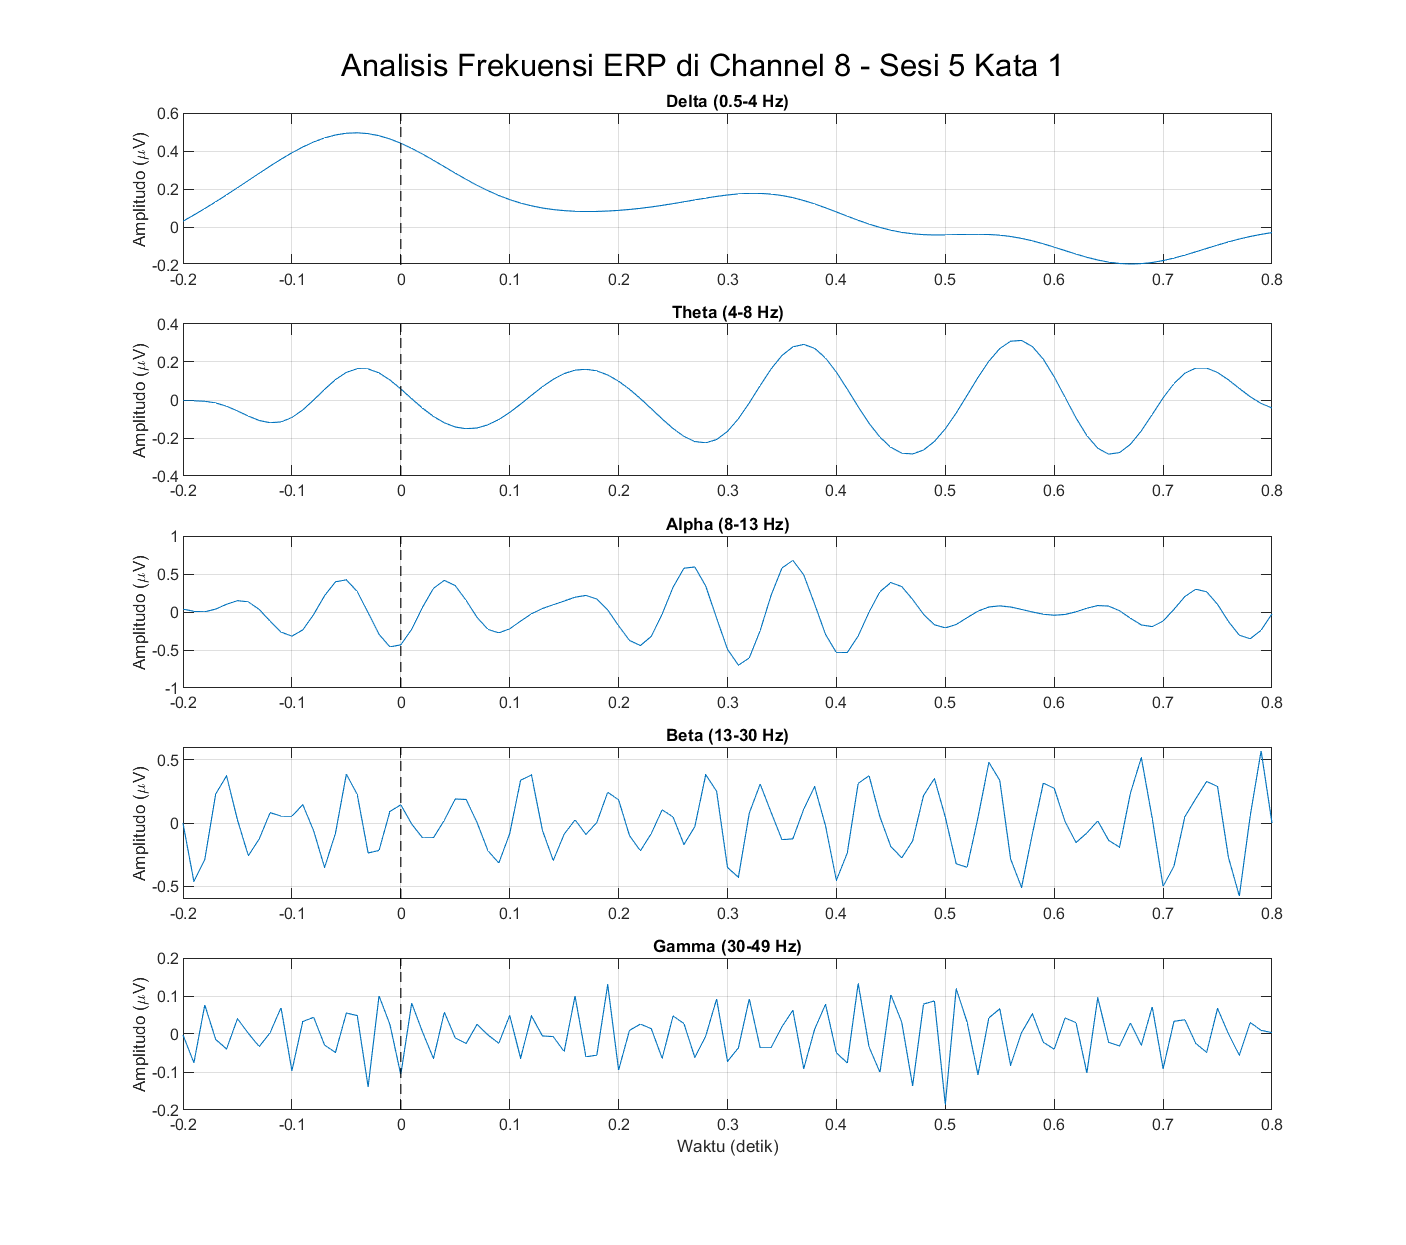 Analisis Frekuensi ERP di Channel 8 - Sesi 5 Kata 1
Delta (0.5-4 Hz)
Amplitudo (μV)
0.6
0.4
0.2
0
-0.2
-0.2 -0.1 0 0.1 0.2 0.3 0.4 0.5 0.6 0.7 0.8
Theta (4-8 Hz)
Amplitudo (μV)
0.4
0.2
0
-0.2
-0.4
-0.2 -0.1 0 0.1 0.2 0.3 0.4 0.5 0.6 0.7 0.8
Alpha (8-13 Hz)
Amplitudo (μV)
1
0.5
0
-0.5
-1
-0.2 -0.1 0 0.1 0.2 0.3 0.4 0.5 0.6 0.7 0.8
Beta (13-30 Hz)
Amplitudo (μV)
0.5
0
-0.5
-0.2 -0.1 0 0.1 0.2 0.3 0.4 0.5 0.6 0.7 0.8
Gamma (30-49 Hz)
Amplitudo (μV)
0.2
0.1
0
-0.1
-0.2
-0.2 -0.1 0 0.1 0.2 0.3 0.4 0.5 0.6 0.7 0.8
Waktu (detik)